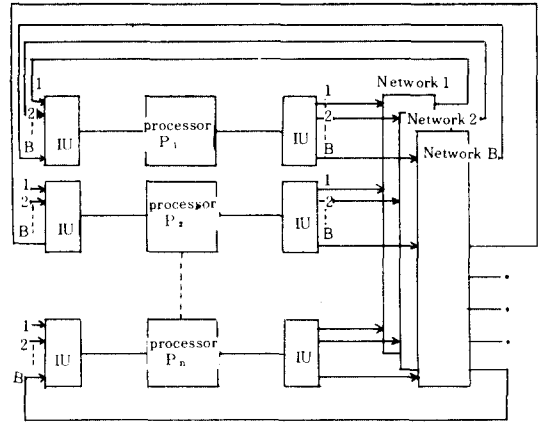 Network 1
1
2
B
IU
processor
P₁
IU
1
2
B
Network 2
Network B
1
2
B
IU
processor
P₂
IU
1
2
B
1
2
B
IU
processor
Pₙ
IU